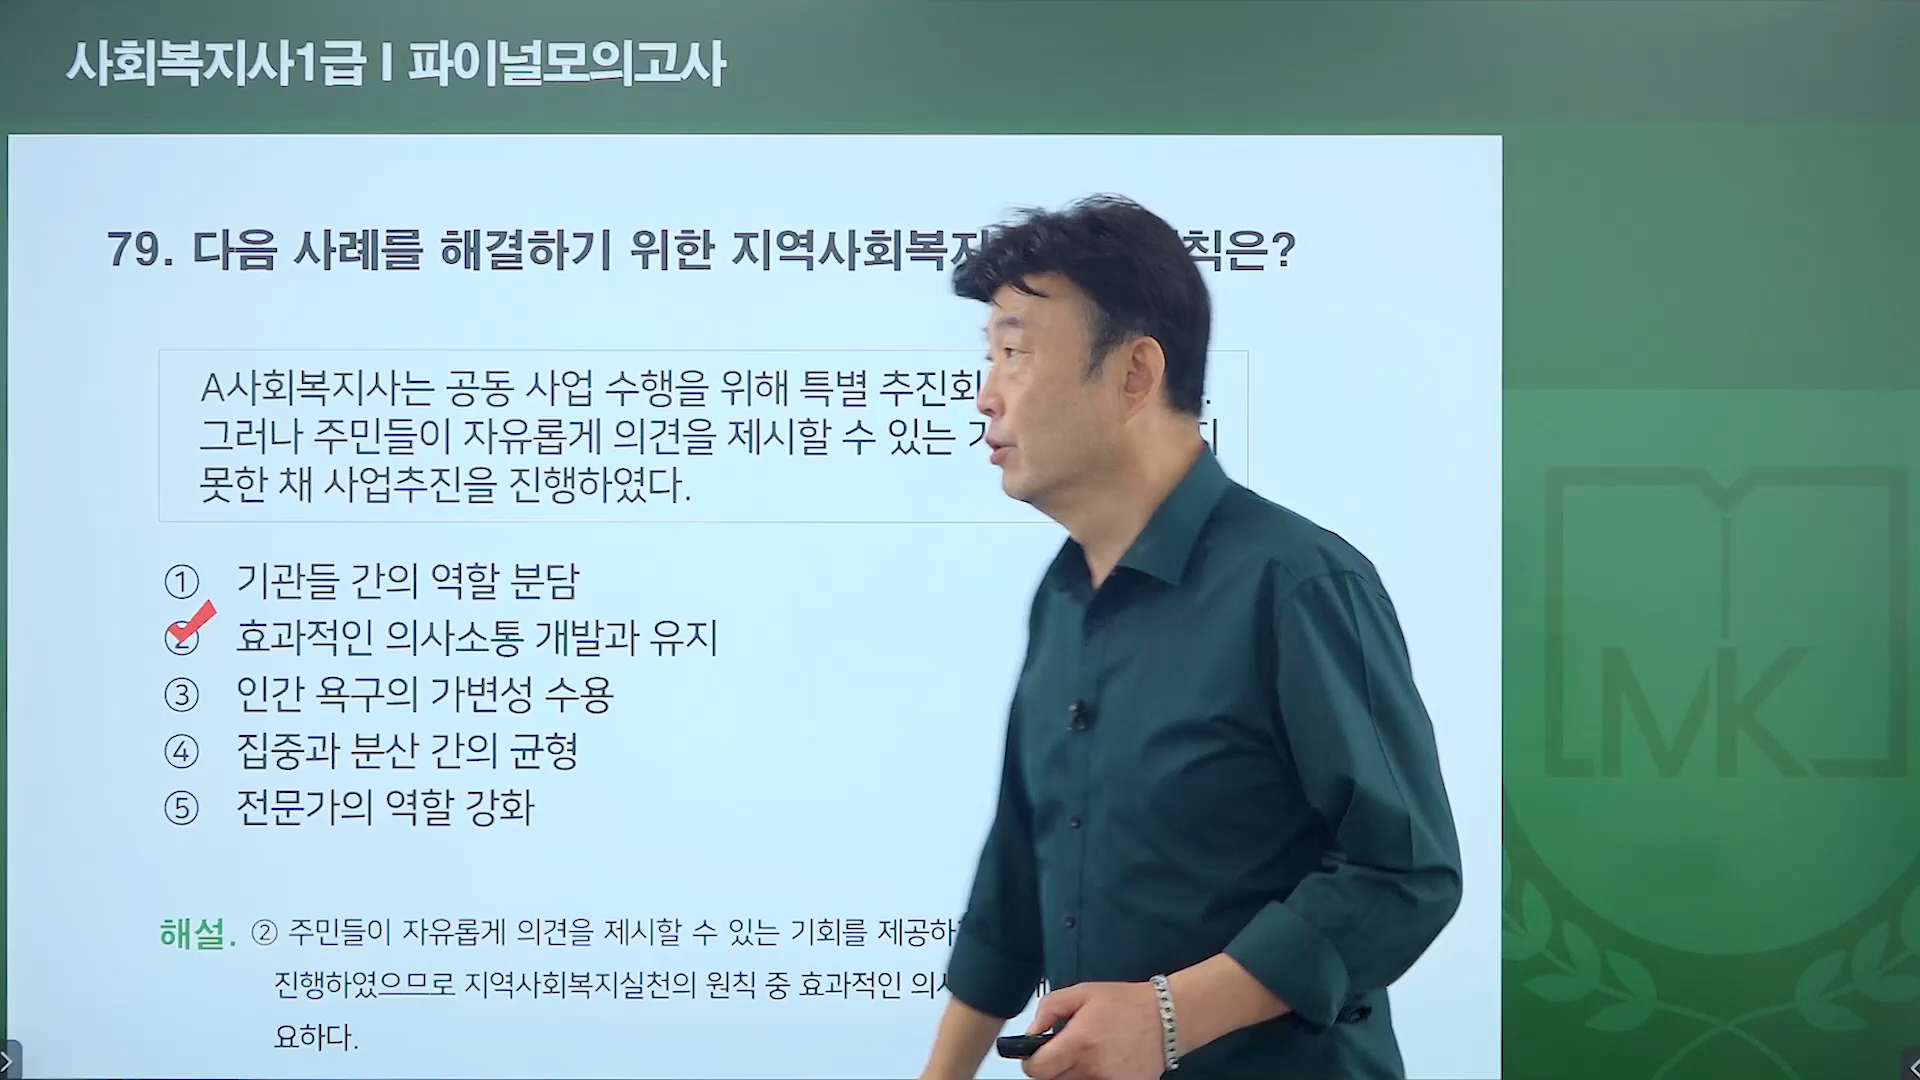 사회복지사1급 I 파이널모의고사
79. 다음 사례를 해결하기 위한 지역사회복지 칙은?
A사회복지사는 공동 사업 수행을 위해 특별 추진회
그러나 주민들이 자유롭게 의견을 제시할 수 있는
못한 채 사업추진을 진행하였다.
① 기관들 간의 역할 분담
② 효과적인 의사소통 개발과 유지
③ 인간 욕구의 가변성 수용
④ 집중과 분산 간의 균형
⑤ 전문가의 역할 강화
해설. ② 주민들이 자유롭게 의견을 제시할 수 있는 기회를 제공하
진행하였으므로 지역사회복지실천의 원칙 중 효과적인 의
요하다.
MK